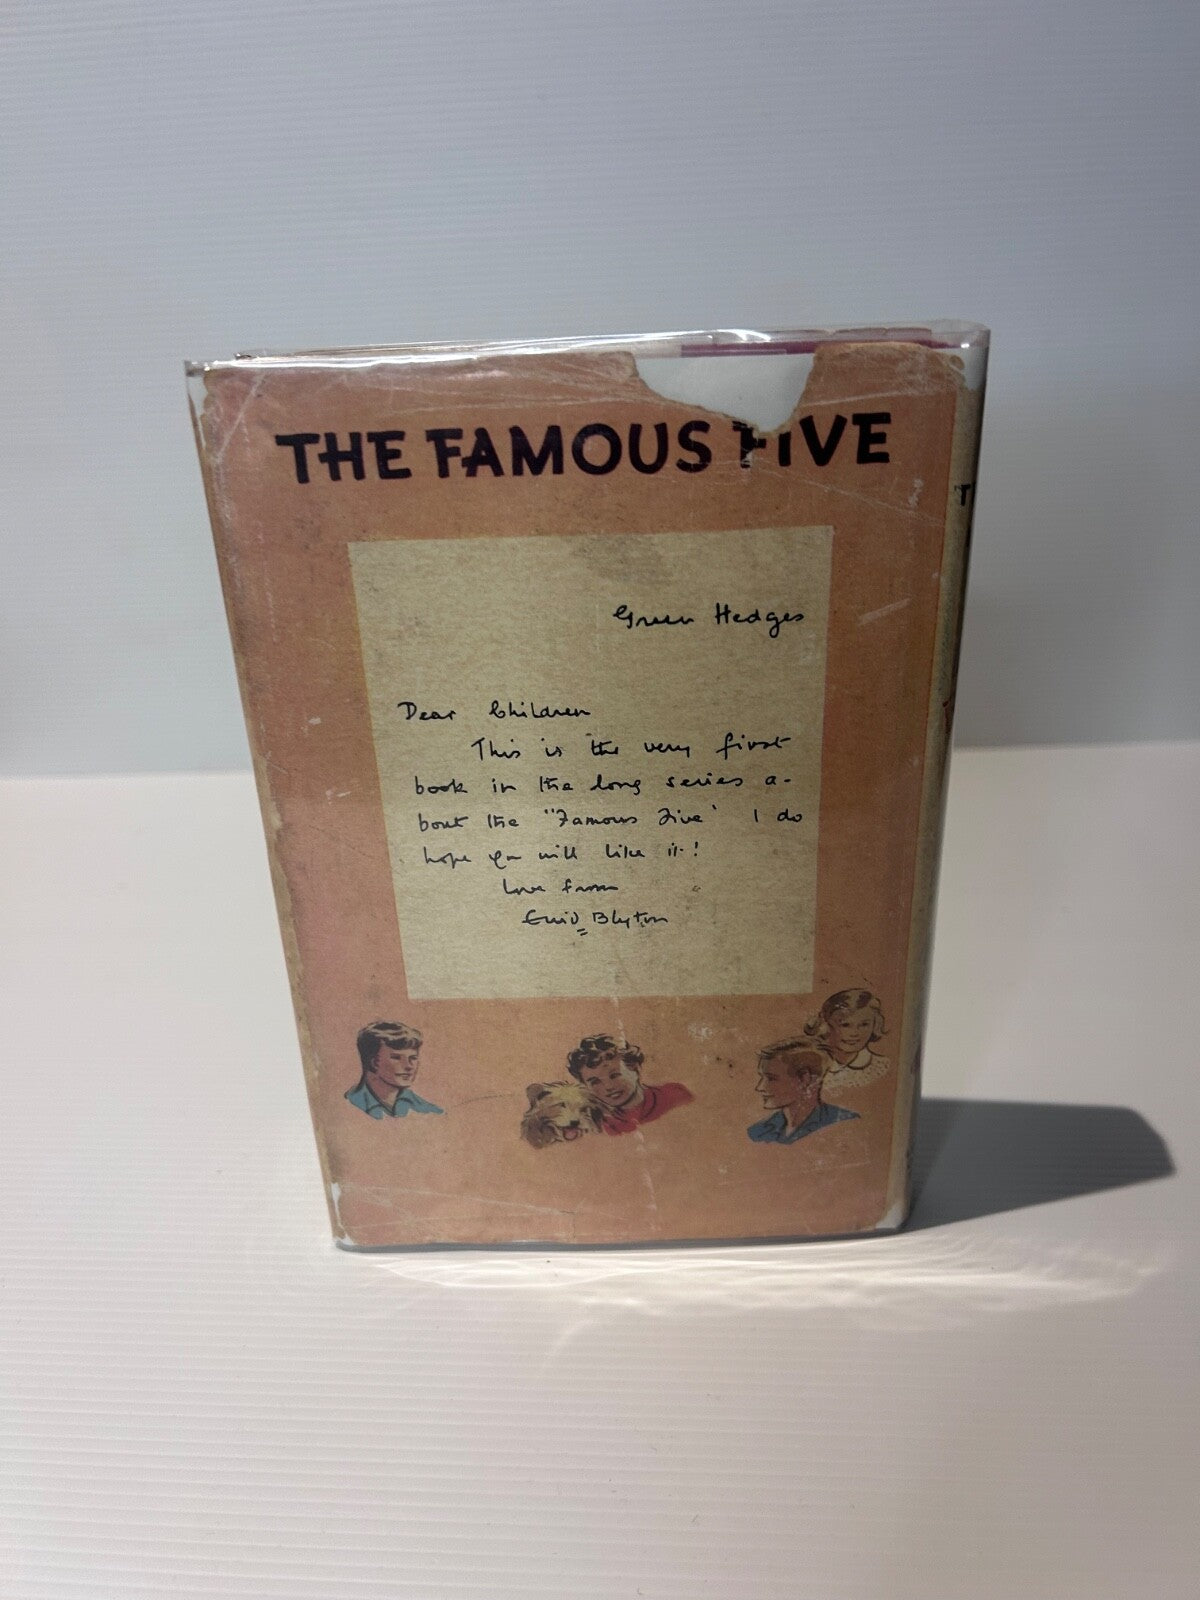 THE FAMOUS FIVE
Green Hedges
Dear Children
This is the very first
book in the long series a-
bout the "Famous Five' I do
hope you will like it!
Love from
Enid Blyton
T